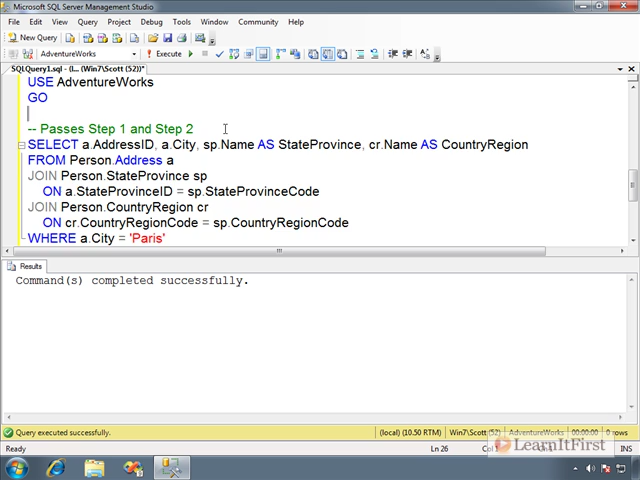 Microsoft SQL Server Management Studio
File Edit View Query Project Debug Tools Window Community Help
New Query
AdventureWorks Execute
SQLQuery1.sql - (l... (Win7\Scott (52))*
USE AdventureWorks
GO
-- Passes Step 1 and Step 2
SELECT a.AddressID, a.City, sp.Name AS StateProvince, cr.Name AS CountryRegion
FROM Person.Address a
JOIN Person.StateProvince sp
ON a.StateProvinceID = sp.StateProvinceCode
JOIN Person.CountryRegion cr
ON cr.CountryRegionCode = sp.CountryRegionCode
WHERE a.City = 'Paris'
Results
Command(s) completed successfully.
Query executed successfully. (local) (10.50 RTM) Win7\Scott (52) AdventureWorks 00:00:00 0 rows
LearnItFirst
Ready Ln 26 INS